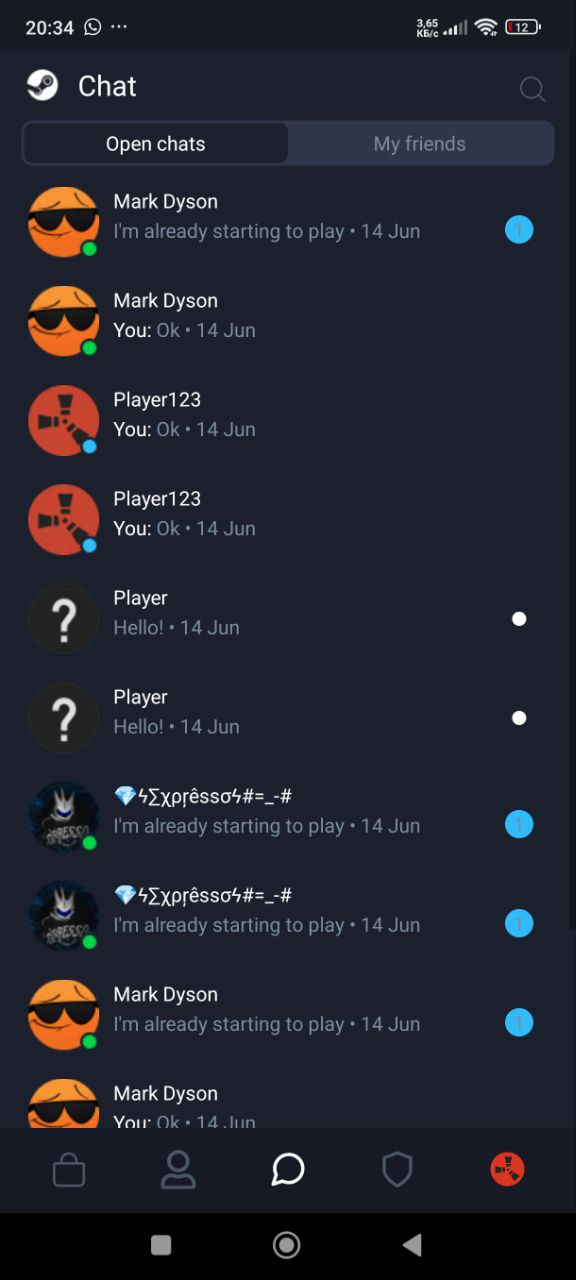 20:34
3,65
КБ/с
12
Chat
Open chats
My friends
Mark Dyson
I'm already starting to play • 14 Jun
1
Mark Dyson
You: Ok • 14 Jun
Player123
You: Ok • 14 Jun
Player123
You: Ok • 14 Jun
Player
?
Hello! • 14 Jun
Player
?
Hello! • 14 Jun
💎ϟ∑χρŗêssσϟ#=_-#
I'm already starting to play • 14 Jun
1
💎ϟ∑χρŗêssσϟ#=_-#
I'm already starting to play • 14 Jun
1
Mark Dyson
I'm already starting to play • 14 Jun
1
Mark Dyson
You: Ok • 14 Jun